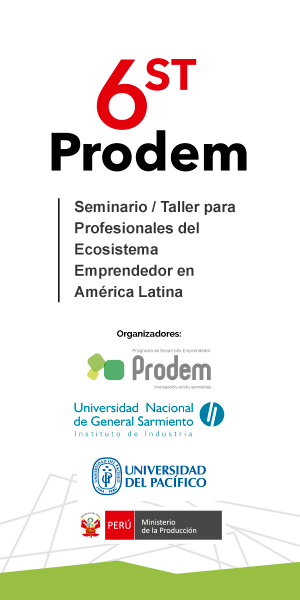 6ST
Prodem
Seminario / Taller para
Profesionales del
Ecosistema
Emprendedor en
América Latina
Organizadores:
Programa de Desarrollo Emprendedor
Prodem
Investigación, acción, aprendizaje
Universidad Nacional
de General Sarmiento
Instituto de Industria
UNIVERSIDAD
DEL PACÍFICO
PERÚ
Ministerio
de la Producción